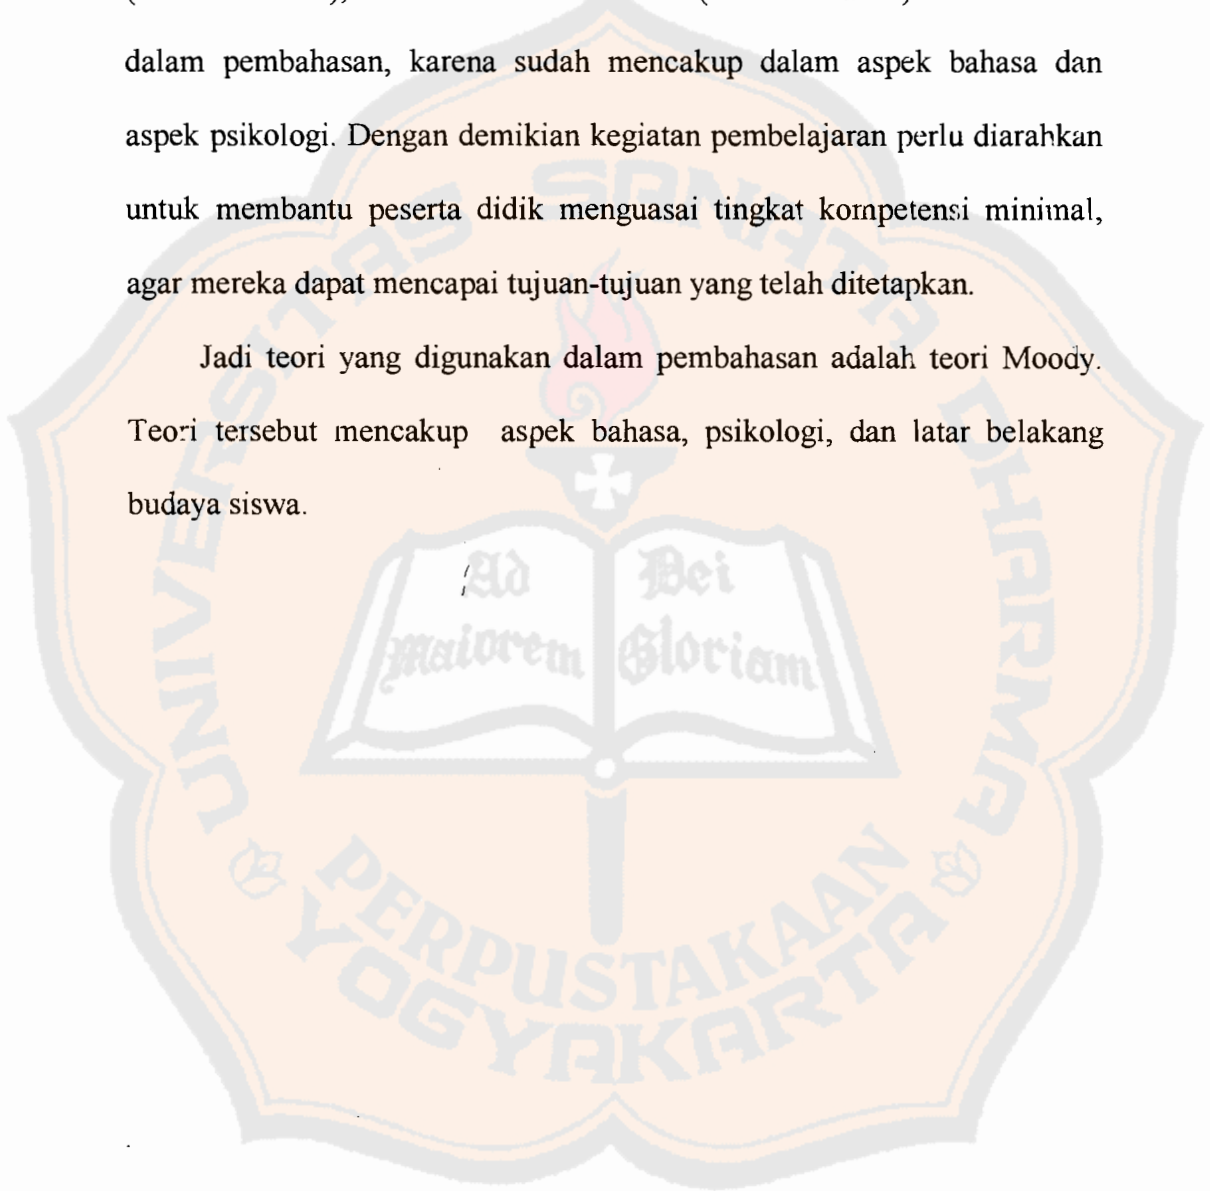 dalam pembahasan, karena sudah mencakup dalam aspek bahasa dan
aspek psikologi. Dengan demikian kegiatan pembelajaran perlu diarahkan
untuk membantu peserta didik menguasai tingkat kompetensi minimal,
agar mereka dapat mencapai tujuan-tujuan yang telah ditetapkan.
Jadi teori yang digunakan dalam pembahasan adalah teori Moody.
Teori tersebut mencakup aspek bahasa, psikologi, dan latar belakang
budaya siswa.
UNIVERSITAS SANATA DHARMA
Ad Dei
maiorem Gloriam
PERPUSTAKAAN
YOGYAKARTA